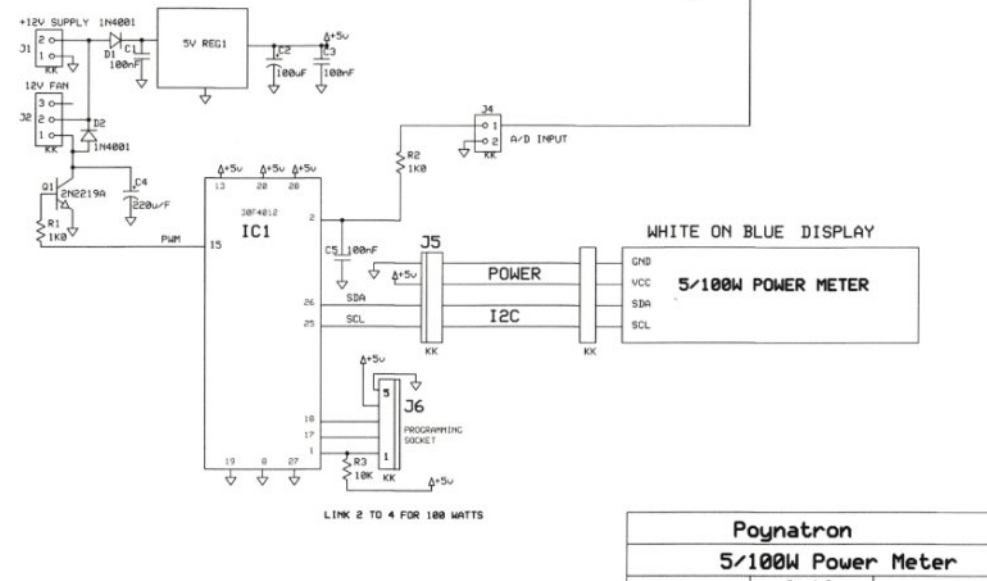 +12V SUPPLY
1N4001
J1
2
1
KK
D1
C1
100nF
5V REG1
C2
100uF
+5v
C3
100nF
12V FAN
J2
3
2
1
KK
D2
1N4001
Q1
2N2219A
C4
220u/F
R1
1K0
PWM
+5v
+5v
+5v
13
20
28
30F4012
IC1
15
2
26
25
18
17
1
19
8
27
R2
1K0
J4
1
2
KK
A/D INPUT
C5
100nF
+5v
J5
KK
SDA
SCL
POWER
I2C
KK
WHITE ON BLUE DISPLAY
GND
VCC
SDA
SCL
5/100W POWER METER
+5v
5
J6
PROGRAMMING
SOCKET
1
KK
R3
10K
+5v
LINK 2 TO 4 FOR 100 WATTS
Poynatron
5/100W Power Meter